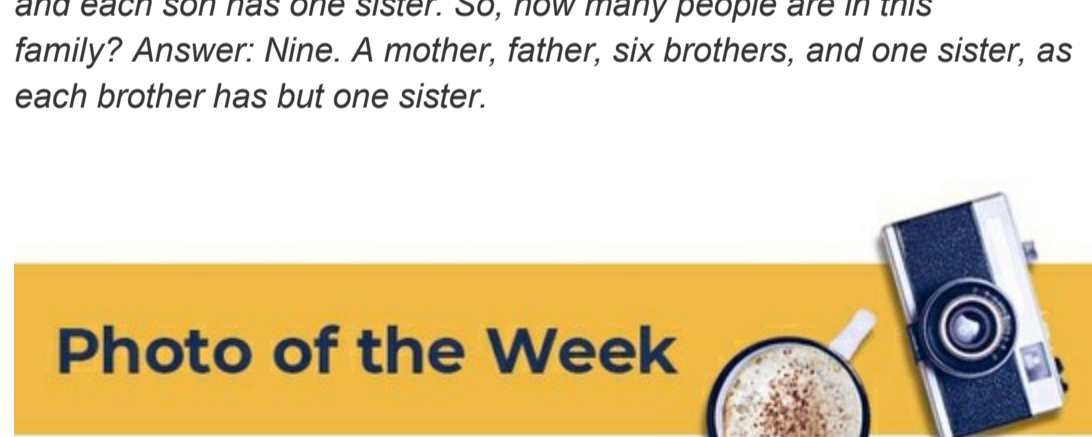 and each son has one sister. So, how many people are in this
family? Answer: Nine. A mother, father, six brothers, and one sister, as
each brother has but one sister.
Photo of the Week